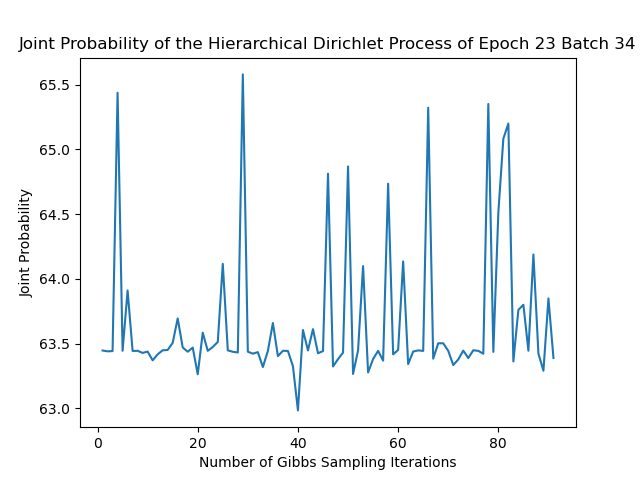 Joint Probability of the Hierarchical Dirichlet Process of Epoch 23 Batch 34
65.5
65.0
64.5
64.0
63.5
63.0
Joint Probability
0 20 40 60 80
Number of Gibbs Sampling Iterations